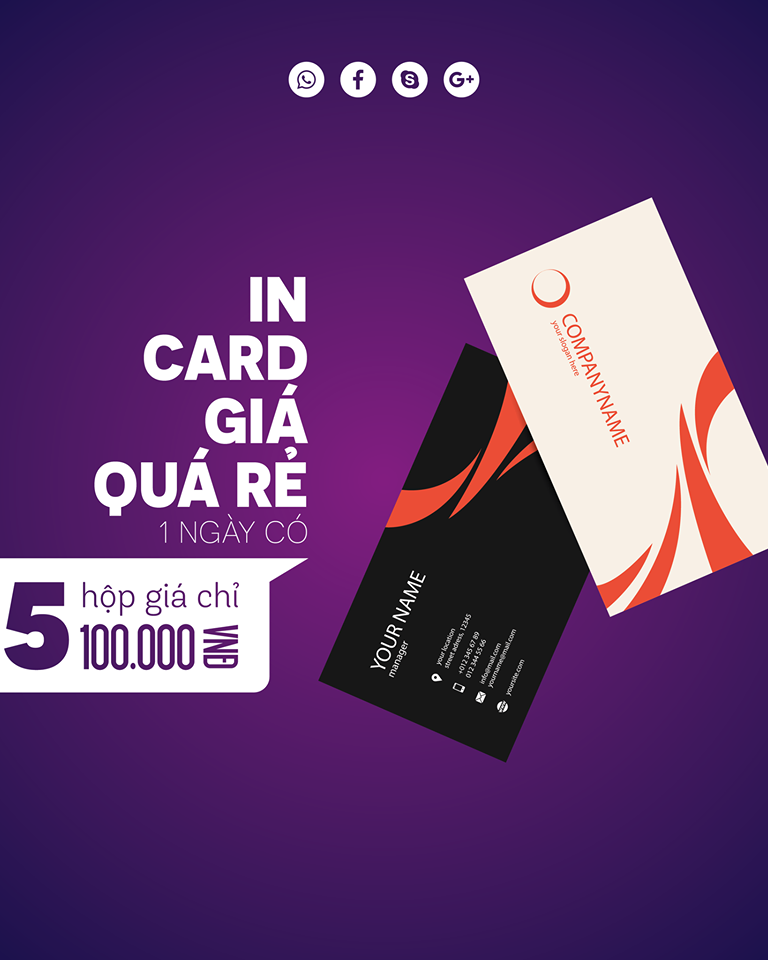 IN
CARD
GIÁ
QUÁ RẺ
1 NGÀY CÓ
5 hộp giá chỉ
100.000 VNĐ
COMPANYNAME
your slogan here
YOUR NAME
manager
your location
street adress, 12345
+012 345 67 89
012 344 55 66
info@mail.com
yourname@mail.com
yoursite.com